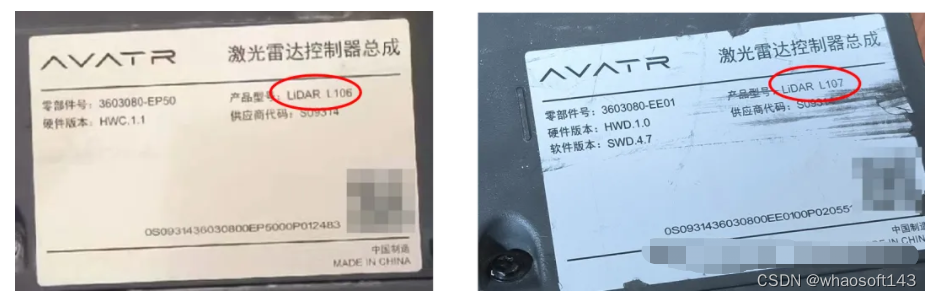 AVATR
激光雷达控制器总成
零部件号：3603080-EP50
产品型号：LiDAR L106
硬件版本：HWC.1.1
供应商代码：S09314
0S0931436030800EP5000P012483
中国制造
MADE IN CHINA
AVATR
激光雷达控制器总成
零部件号：3603080-EE01
产品型号：LiDAR L107
硬件版本：HWD.1.0
供应商代码：S09314
软件版本：SWD.4.7
0S0931436030800EE0100P02055
中国制造
IN CHINA
CSDN @whaosoft143